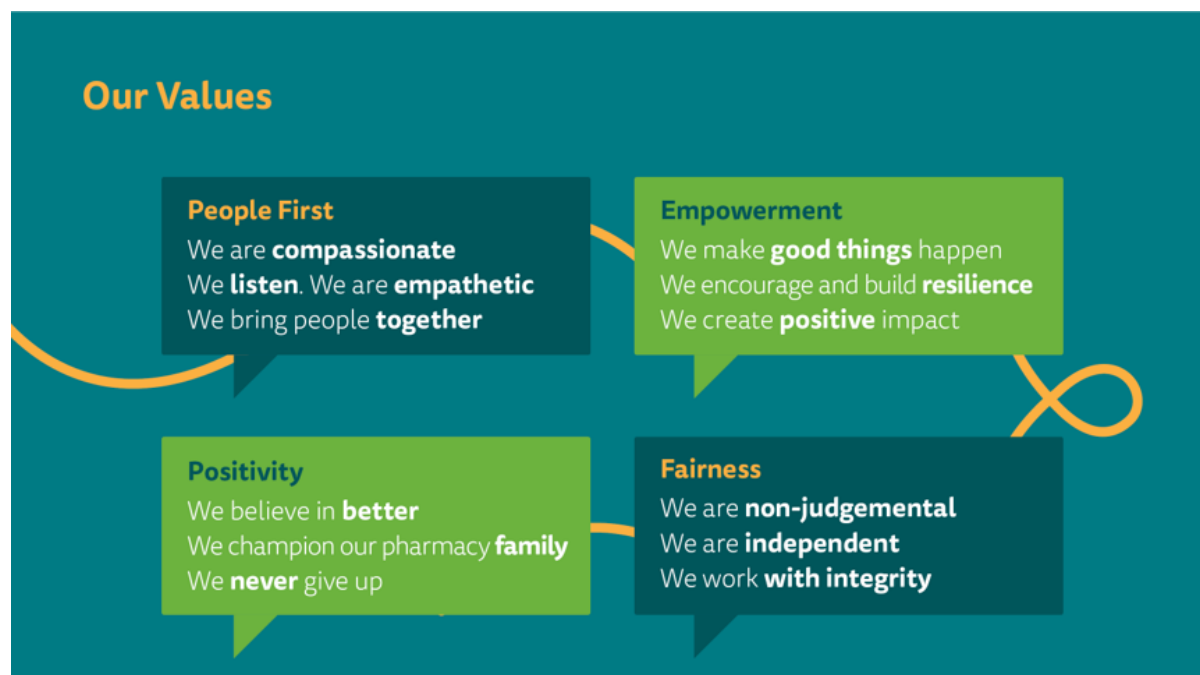 Our Values
People First
We are compassionate
We listen. We are empathetic
We bring people together
Empowerment
We make good things happen
We encourage and build resilience
We create positive impact
Positivity
We believe in better
We champion our pharmacy family
We never give up
Fairness
We are non-judgemental
We are independent
We work with integrity